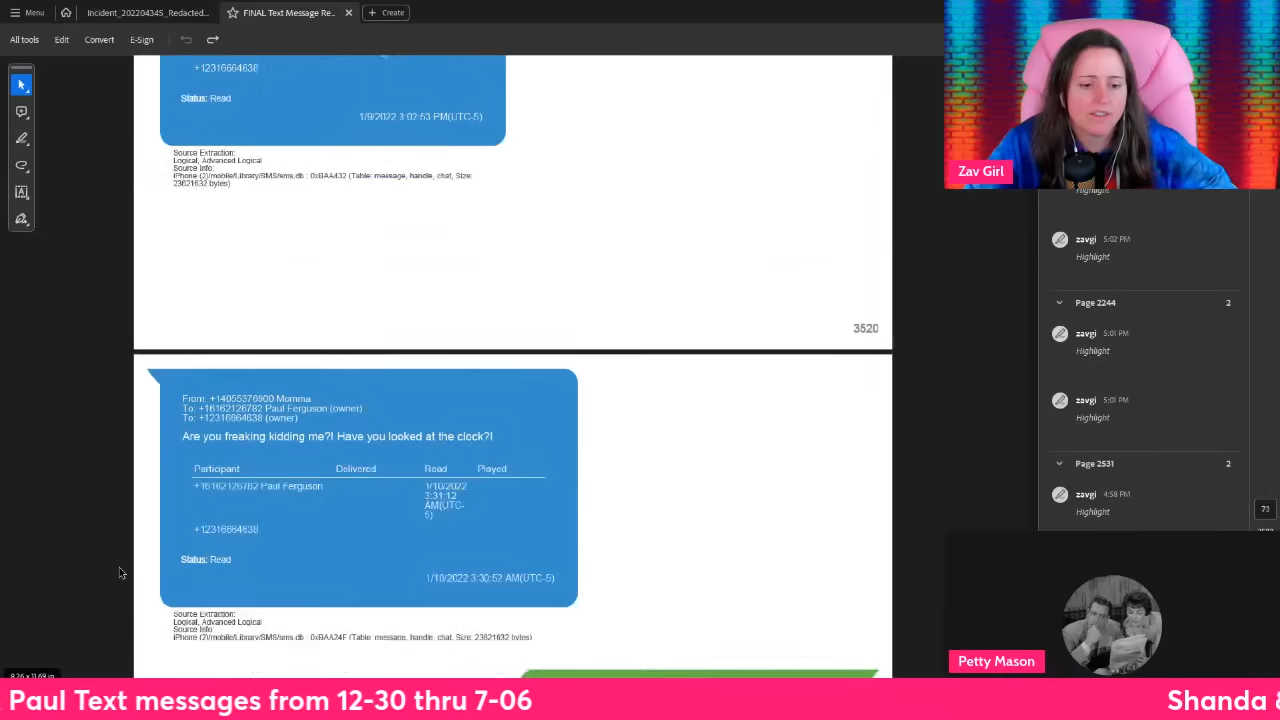 Menu
Incident_202204345_Redacted...
FINAL Text Message Re...
Create
All tools
Edit
Convert
E-Sign
+12316664638
Status: Read
1/9/2022 3:02:53 PM(UTC-5)
Source Extraction:
Logical, Advanced Logical
Source Info:
iPhone (2)/mobile/Library/SMS/sms.db : 0xBAA432 (Table: message, handle, chat, Size:
23621632 bytes)
3520
From: +14055376900 Momma
To: +16162126782 Paul Ferguson (owner)
To: +12316664638 (owner)
Are you freaking kidding me?! Have you looked at the clock?!
Participant Delivered Read Played
+16162126782 Paul Ferguson 1/10/2022
3:31:12
AM(UTC-
5)
+12316664638
Status: Read
1/10/2022 3:30:52 AM(UTC-5)
Source Extraction:
Logical, Advanced Logical
Source Info
iPhone (2)/mobile/Library/SMS/sms.db : 0xBAA24F (Table: message, handle, chat, Size: 23621632 bytes)
8.26 x 11.69 in
Zav Girl
Highlight
zavgi 5:02 PM
Highlight
Page 2244 2
zavgi 5:01 PM
Highlight
zavgi 5:01 PM
Highlight
Page 2531 2
zavgi 4:58 PM
Highlight
73
Petty Mason
Paul Text messages from 12-30 thru 7-06
Shanda